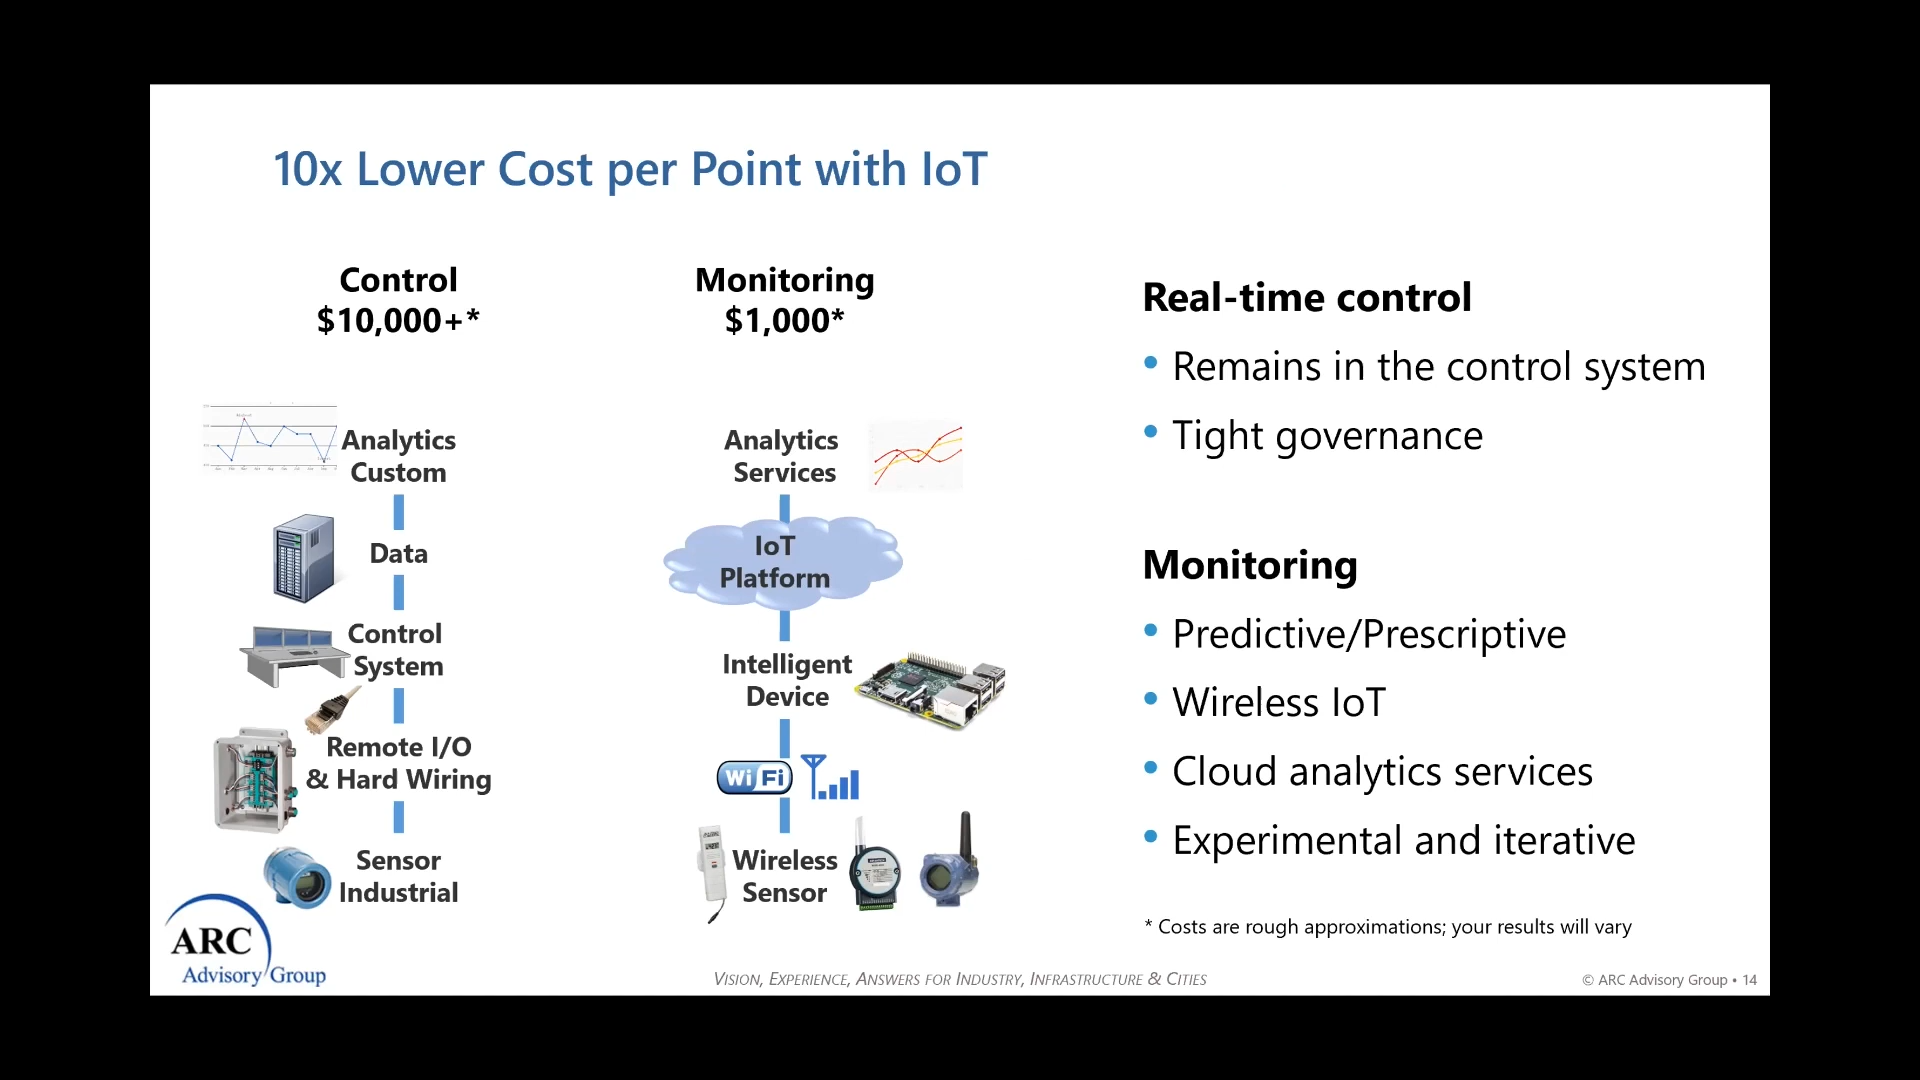 10x Lower Cost per Point with IoT
Control
$10,000+*
Analytics
Custom
Data
Control
System
Remote I/O
& Hard Wiring
Sensor
Industrial
Monitoring
$1,000*
Analytics
Services
IoT
Platform
Intelligent
Device
Wi Fi
Wireless
Sensor
Real-time control
• Remains in the control system
• Tight governance
Monitoring
• Predictive/Prescriptive
• Wireless IoT
• Cloud analytics services
• Experimental and iterative
* Costs are rough approximations; your results will vary
ARC
Advisory Group
VISION, EXPERIENCE, ANSWERS FOR INDUSTRY, INFRASTRUCTURE & CITIES
© ARC Advisory Group • 14